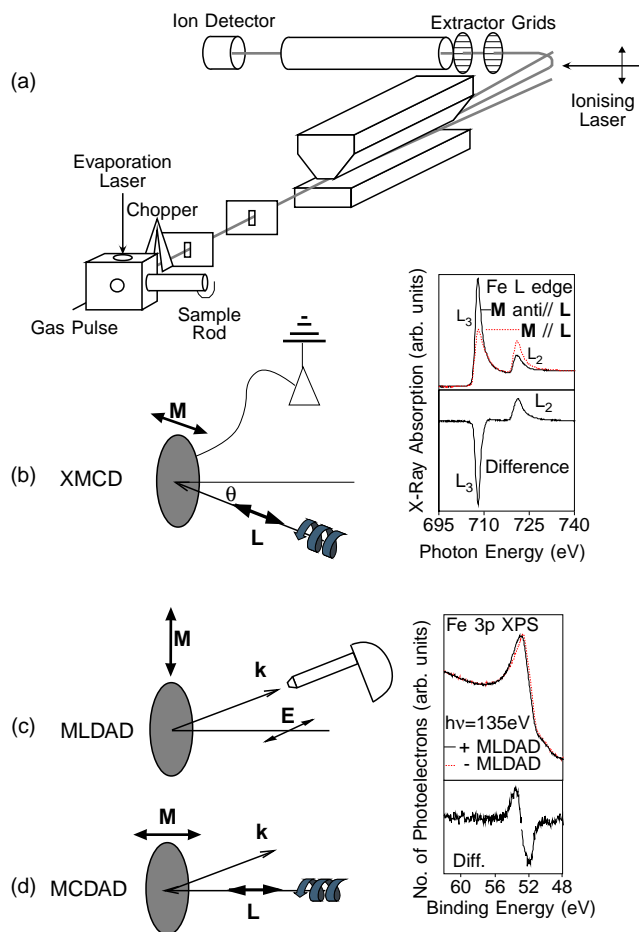 Ion Detector
Extractor Grids
(a)
Ionising
Laser
Evaporation
Laser
Chopper
Gas Pulse
Sample
Rod
X-Ray Absorption (arb. units)
Fe L edge
M anti// L
M // L
L3
L2
L2
L3
Difference
695 710 725 740
Photon Energy (eV)
M
(b)
XMCD
θ
L
No. of Photoelectrons (arb. units)
Fe 3p XPS
hν=135eV
+ MLDAD
- MLDAD
Diff.
60 56 52 48
Binding Energy (eV)
M
k
(c)
MLDAD
E
M
k
(d)
MCDAD
L